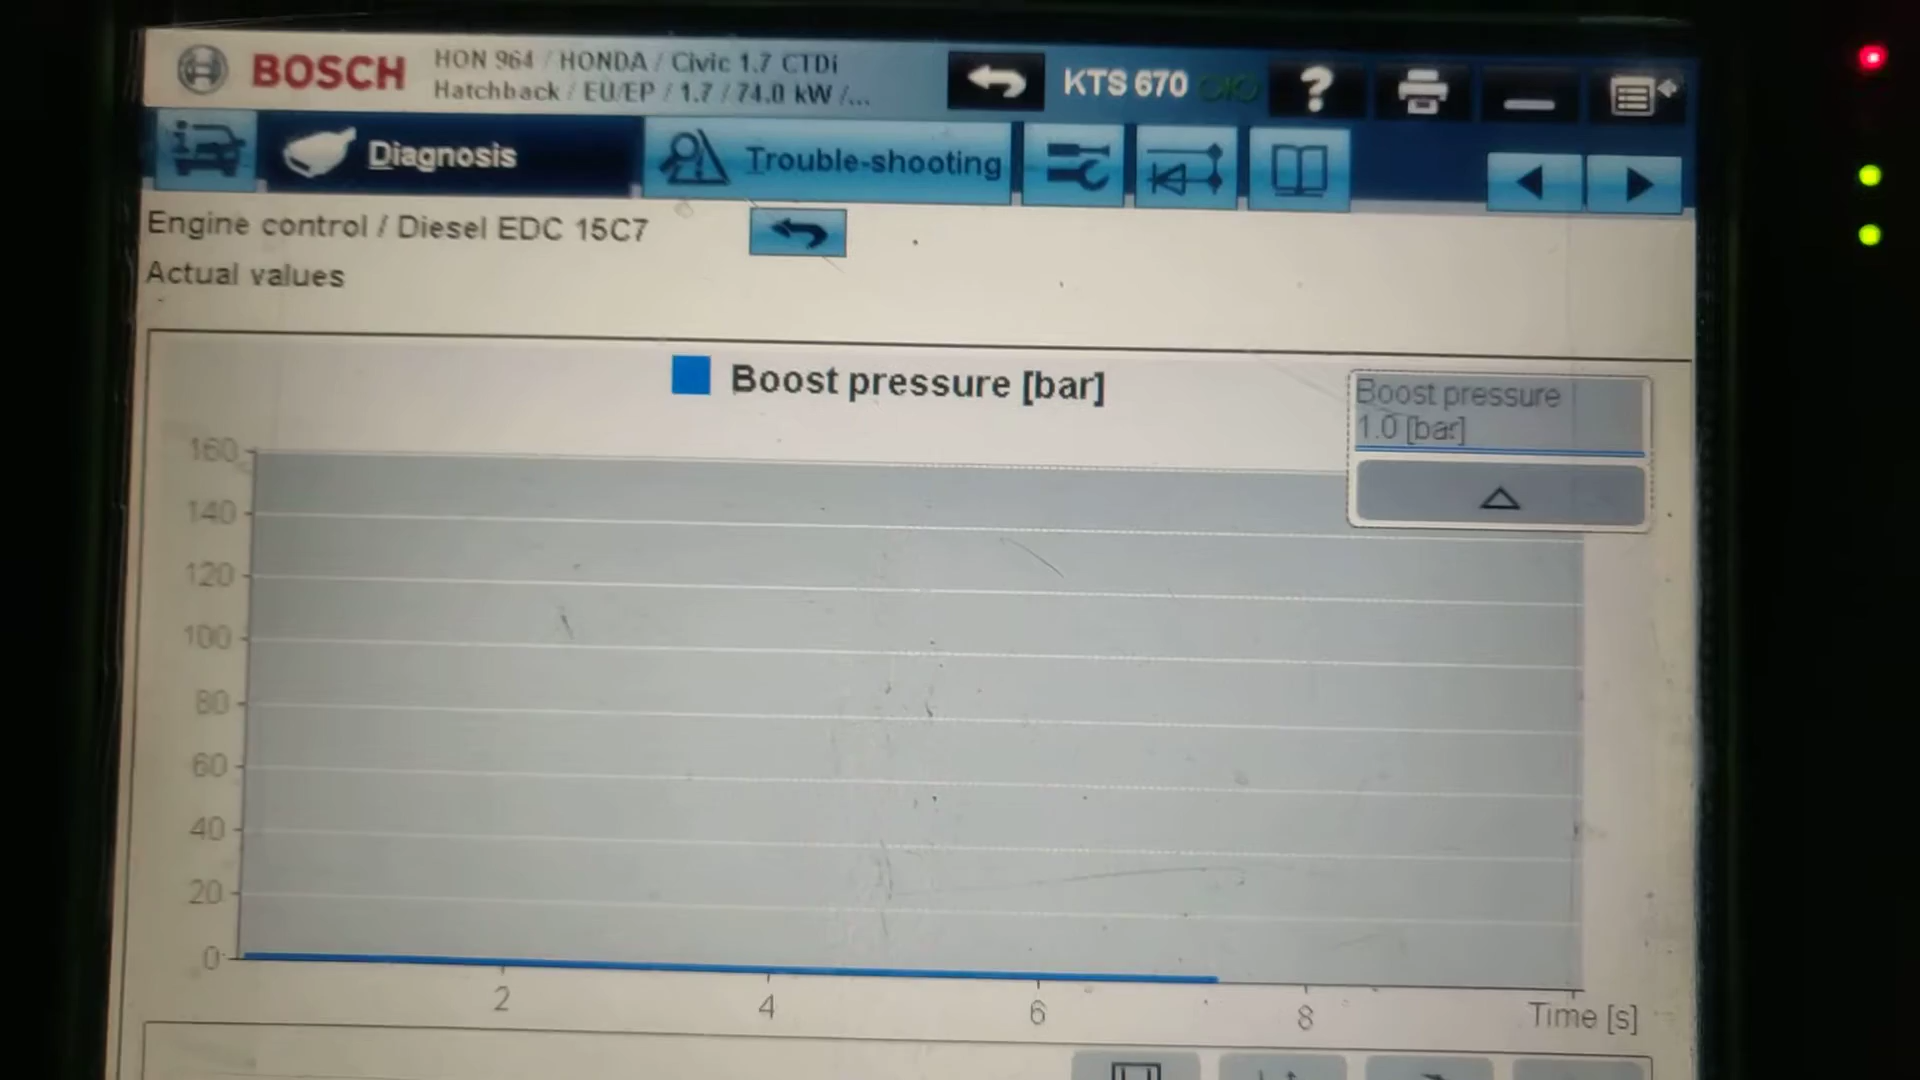 BOSCH
HON 964 / HONDA / Civic 1.7 CTDi
Hatchback / EU/EP / 1.7 / 74.0 kW /...
KTS 670
?
Diagnosis
Trouble-shooting
Engine control / Diesel EDC 15C7
Actual values
Boost pressure [bar]
Boost pressure
1.0 [bar]
160
140
120
100
80
60
40
20
0
2
4
6
8
Time [s]